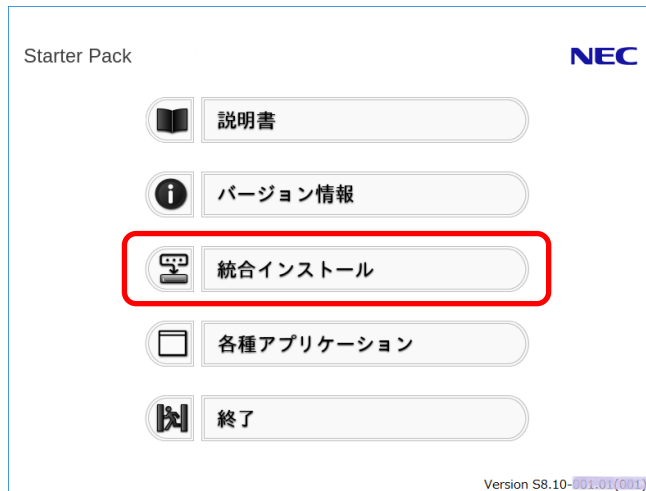 Starter Pack
NEC
説明書
バージョン情報
統合インストール
各種アプリケーション
終了
Version S8.10-001.01(001)